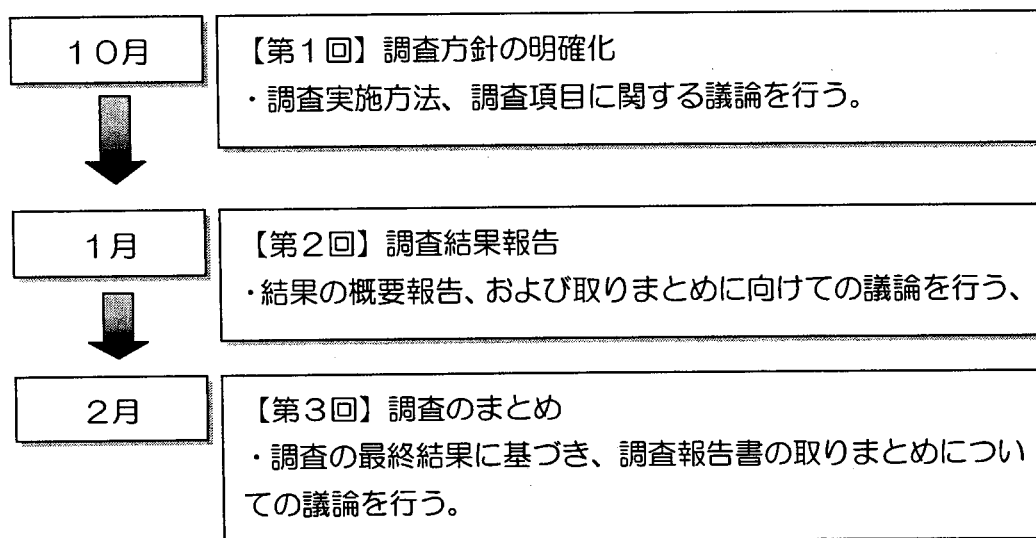 10月
【第1回】調査方針の明確化
・調査実施方法、調査項目に関する議論を行う。
1月
【第2回】調査結果報告
・結果の概要報告、および取りまとめに向けての議論を行う、
2月
【第3回】調査のまとめ
・調査の最終結果に基づき、調査報告書の取りまとめについ
ての議論を行う。